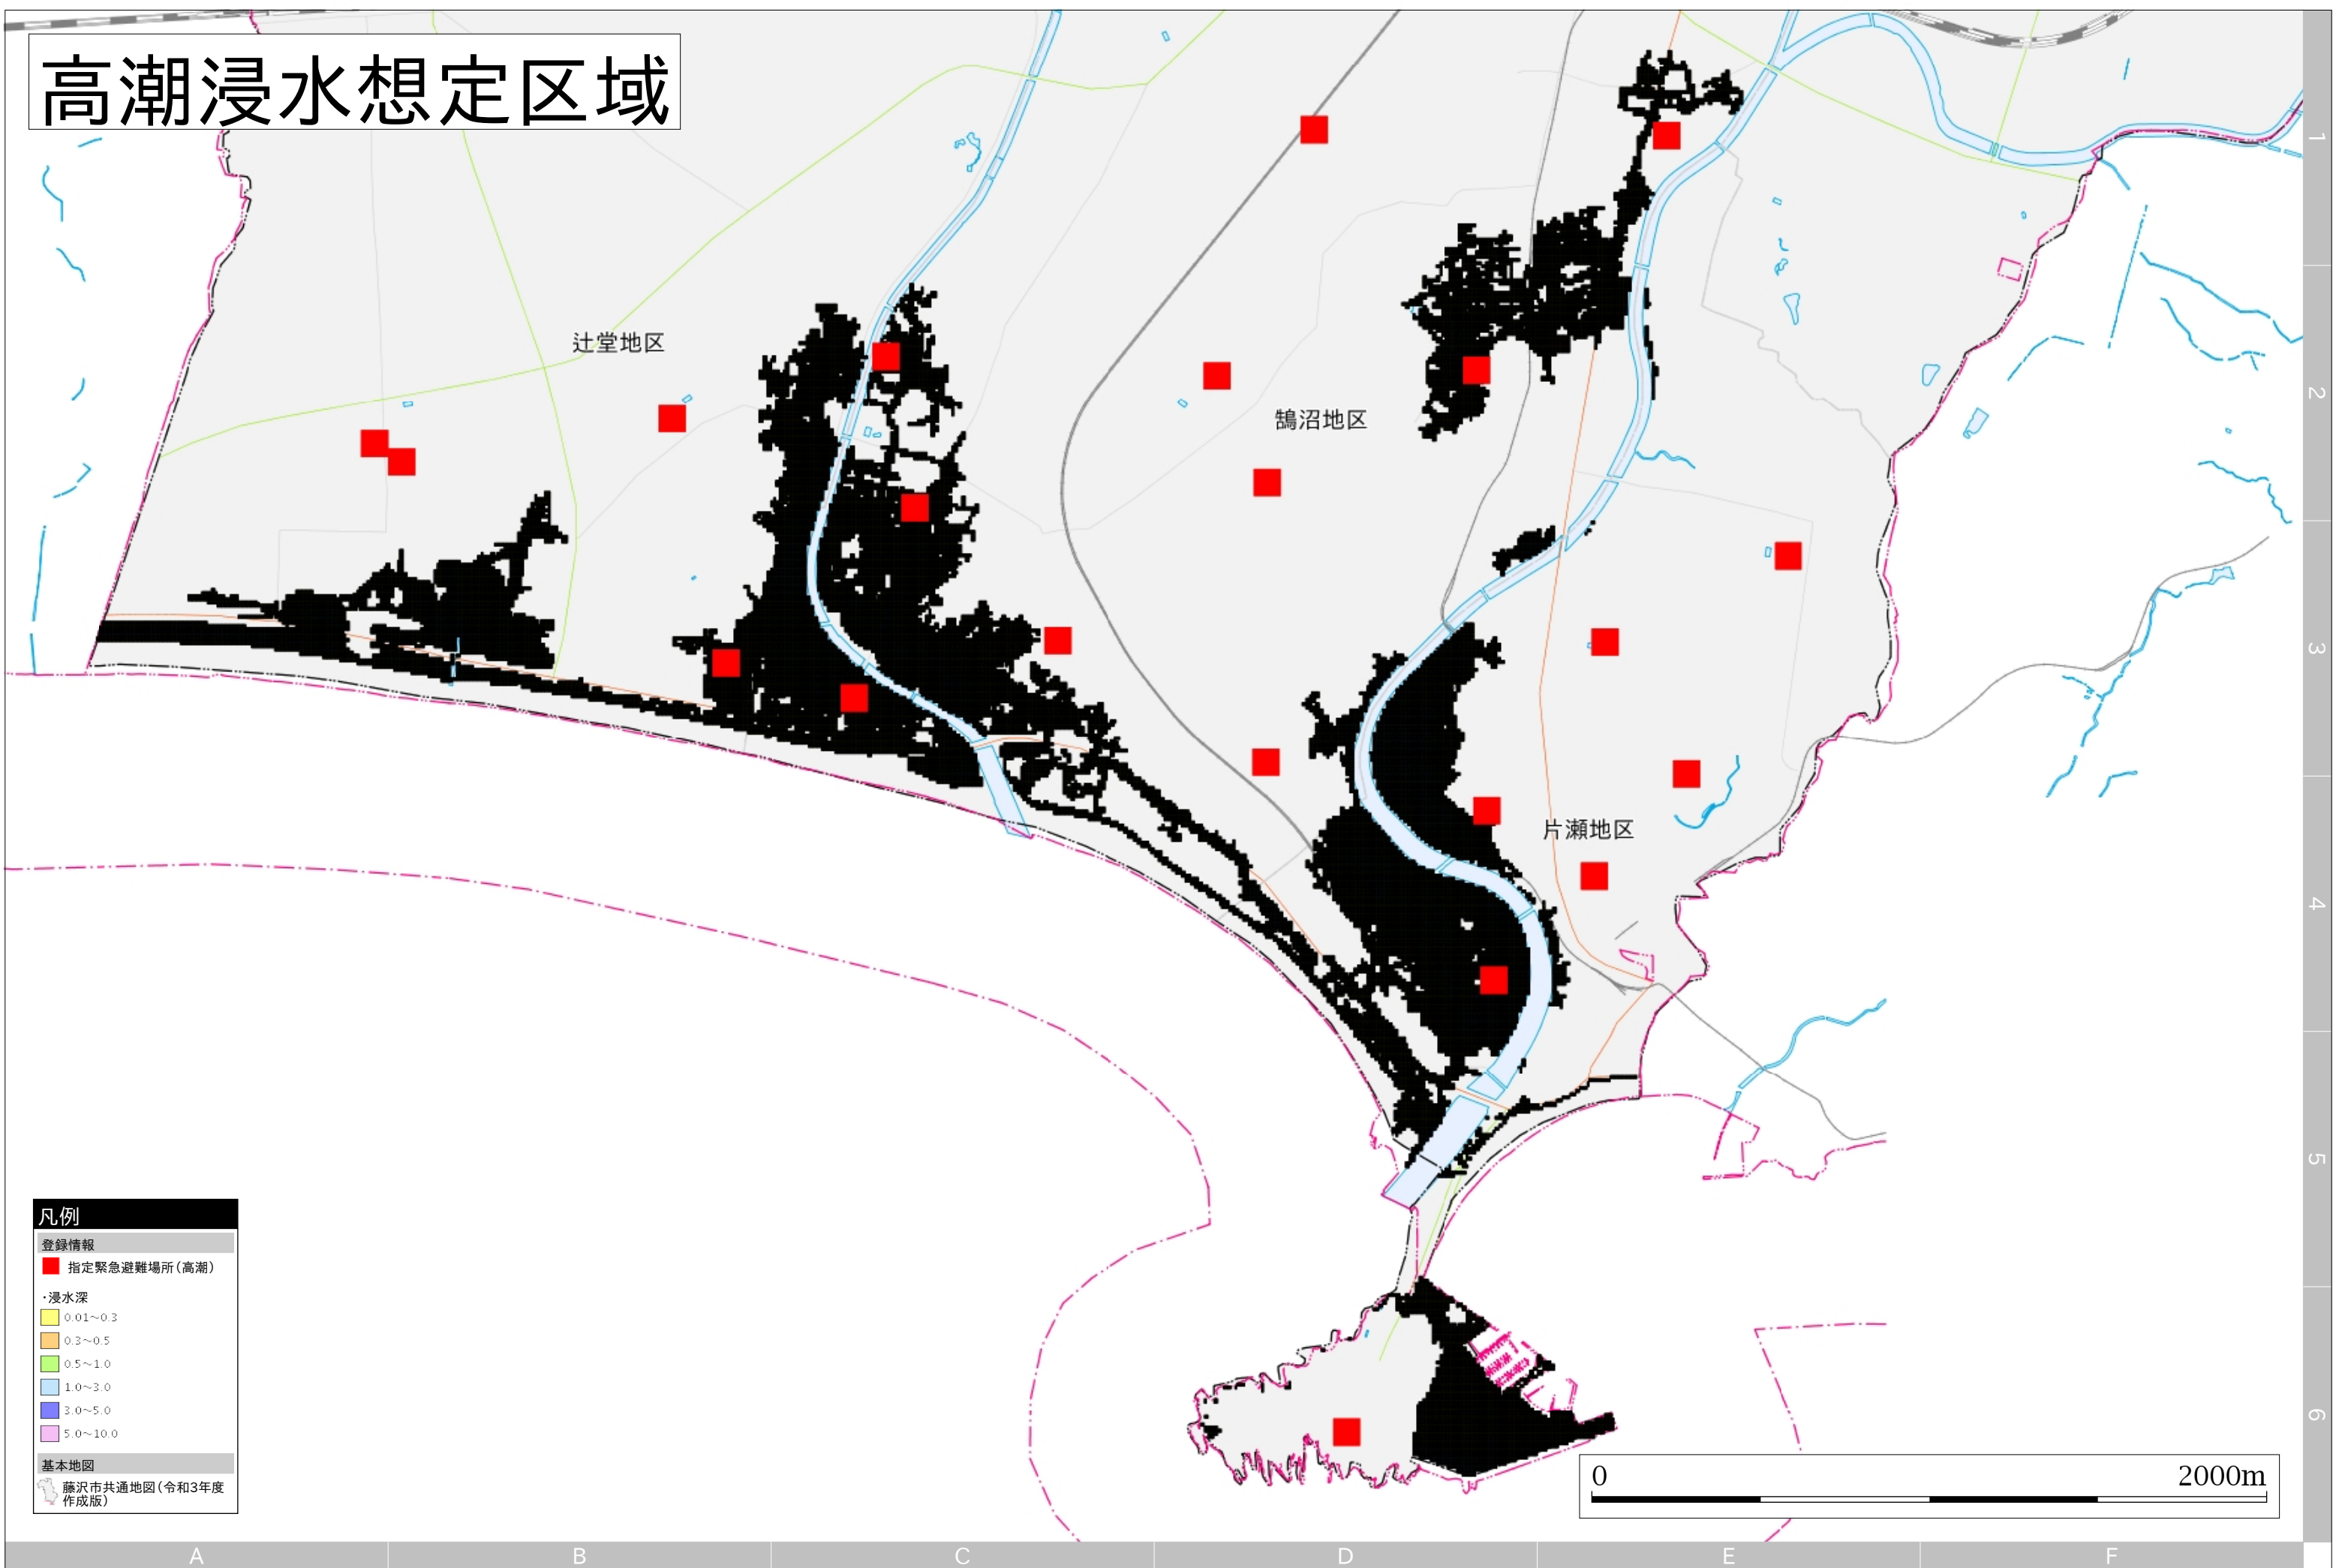 高潮浸水想定区域
1
辻堂地区
2
鵠沼地区
3
片瀬地区
4
5
凡例
登録情報
指定緊急避難場所(高潮)
・浸水深
0.01~0.3
0.3~0.5
0.5~1.0
1.0~3.0
3.0~5.0
5.0~10.0
基本地図
藤沢市共通地図(令和3年度
作成版)
6
0 2000m
A B C D E F